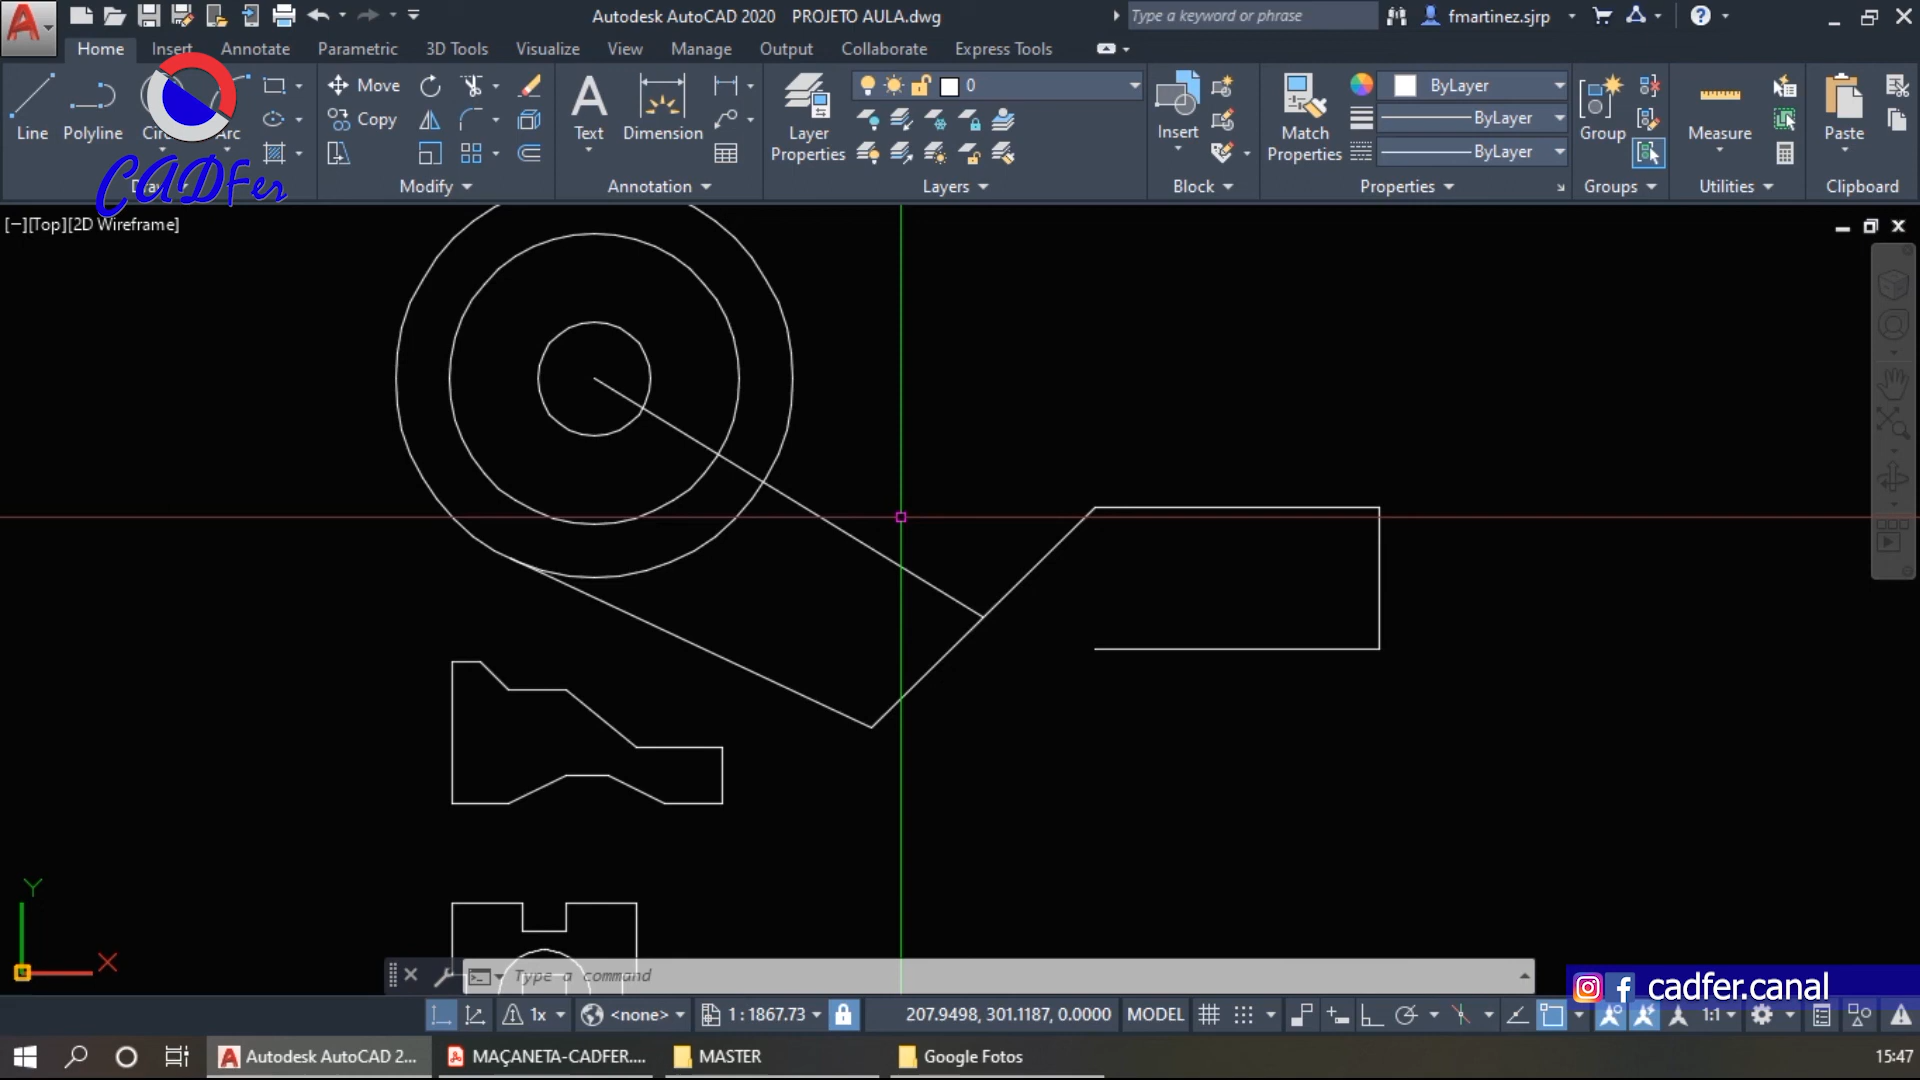 Autodesk AutoCAD 2020 PROJETO AULA.dwg
Type a keyword or phrase
fmartinez.sjrp
Home Insert Annotate Parametric 3D Tools Visualize View Manage Output Collaborate Express Tools
Line Polyline Arc
Move
Copy
Text Dimension
Layer
Properties
0
Insert
Match
Properties
ByLayer
ByLayer
ByLayer
Group
Measure
Paste
Modify Annotation Layers Block Properties Groups Utilities Clipboard
CADFer
[−][Top][2D Wireframe]
Y
X
Type a command
cadfer.canal
1x <none> 1 : 1867.73 207.9498, 301.1187, 0.0000 MODEL 1:1
Autodesk AutoCAD 2... MAÇANETA-CADFER.... MASTER Google Fotos 15:47